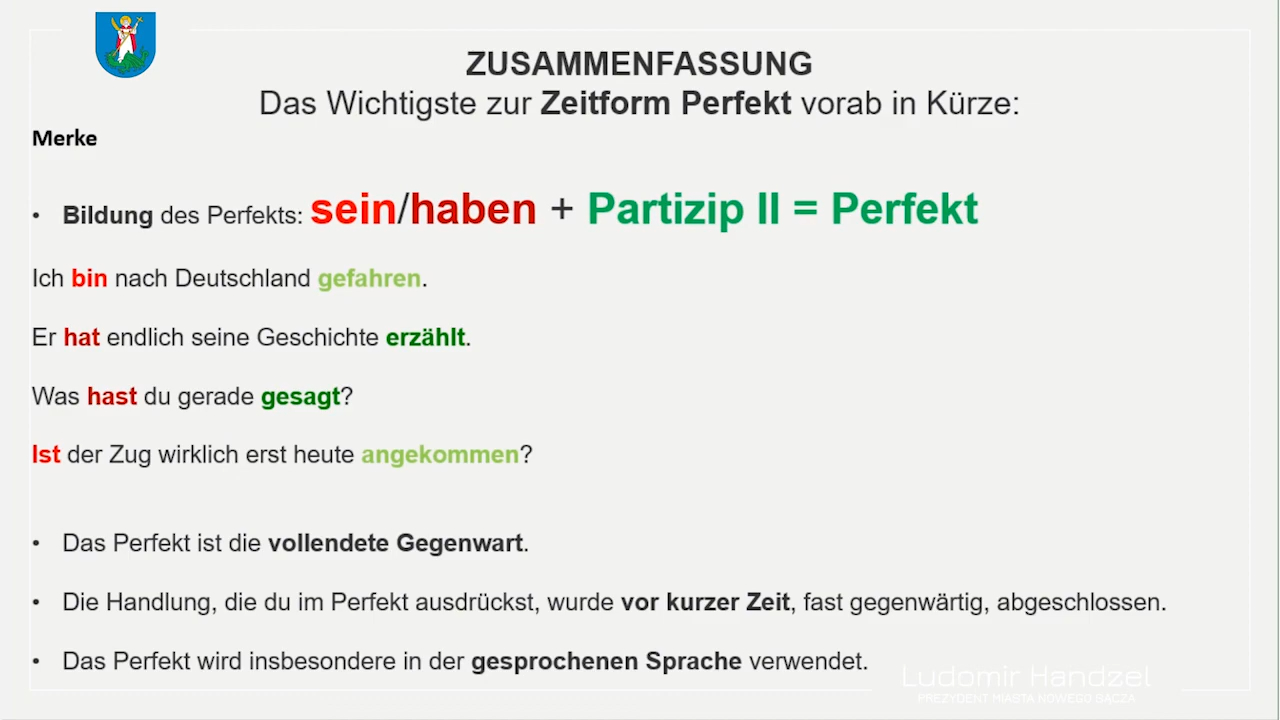 ZUSAMMENFASSUNG
Das Wichtigste zur Zeitform Perfekt vorab in Kürze:
Merke
• Bildung des Perfekts: sein/haben + Partizip II = Perfekt
Ich bin nach Deutschland gefahren.
Er hat endlich seine Geschichte erzählt.
Was hast du gerade gesagt?
Ist der Zug wirklich erst heute angekommen?
• Das Perfekt ist die vollendete Gegenwart.
• Die Handlung, die du im Perfekt ausdrückst, wurde vor kurzer Zeit, fast gegenwärtig, abgeschlossen.
• Das Perfekt wird insbesondere in der gesprochenen Sprache verwendet.
Ludomir Handzel
PREZYDENT MIASTA NOWEGO SĄCZA